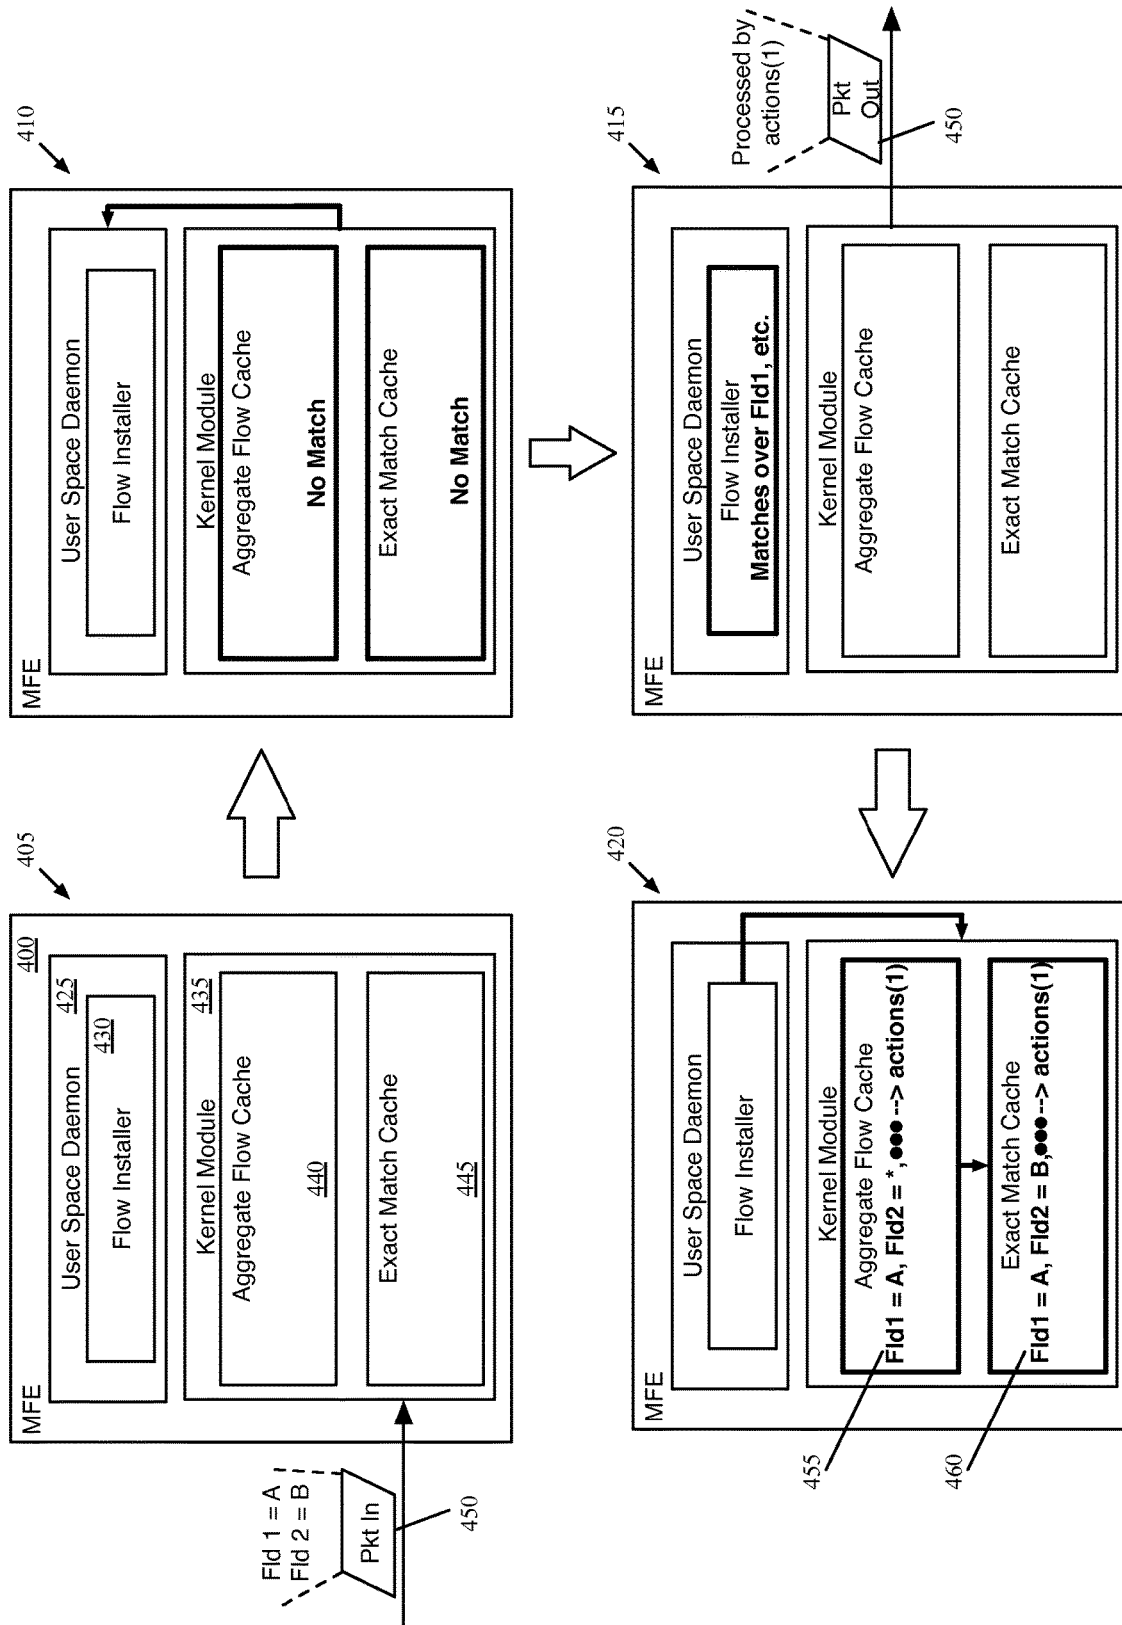 405
MFE
400
User Space Daemon
425
Flow Installer
430
Kernel Module
435
Aggregate Flow Cache
440
Exact Match Cache
445
Fld 1 = A
Fld 2 = B
Pkt In
450
410
MFE
User Space Daemon
Flow Installer
Kernel Module
Aggregate Flow Cache
No Match
Exact Match Cache
No Match
415
MFE
User Space Daemon
Flow Installer
Matches over Fld1, etc.
Kernel Module
Aggregate Flow Cache
Exact Match Cache
Processed by
actions(1)
Pkt
Out
450
420
MFE
User Space Daemon
Flow Installer
Kernel Module
Aggregate Flow Cache
Fld1 = A, Fld2 = *,●●● --> actions(1)
Exact Match Cache
Fld1 = A, Fld2 = B,●●●--> actions(1)
455
460